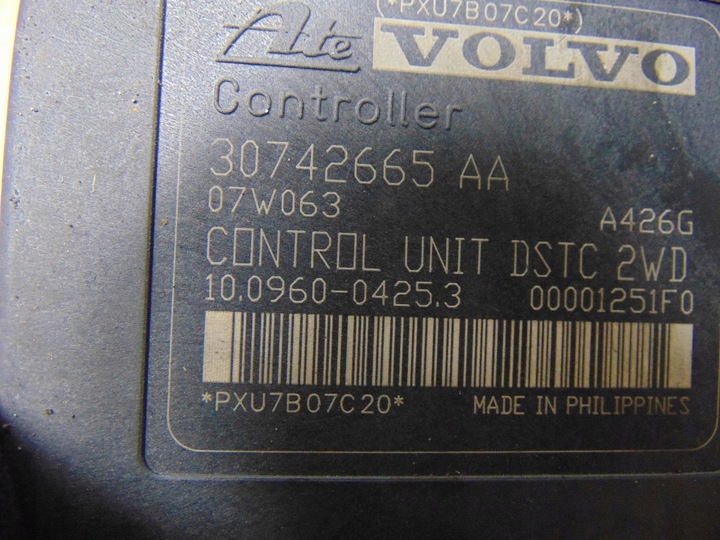 (*PXU7B07C20*)
Ate VOLVO
Controller
30742665 AA
07W063 A426G
CONTROL UNIT DSTC 2WD
10.0960-0425.3 00001251F0
*PXU7B07C20* MADE IN PHILIPPINES